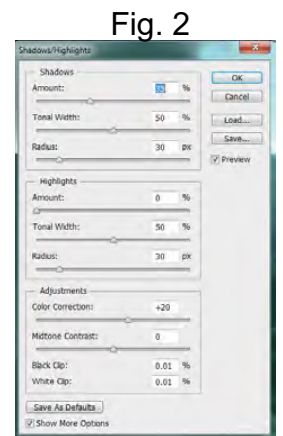 Fig. 2
Shadows/Highlights
Shadows
Amount: 35 %
Tonal Width: 50 %
Radius: 30 px
Highlights
Amount: 0 %
Tonal Width: 50 %
Radius: 30 px
Adjustments
Color Correction: +20
Midtone Contrast: 0
Black Clip: 0.01 %
White Clip: 0.01 %
Save As Defaults
Show More Options
OK
Cancel
Load...
Save...
Preview